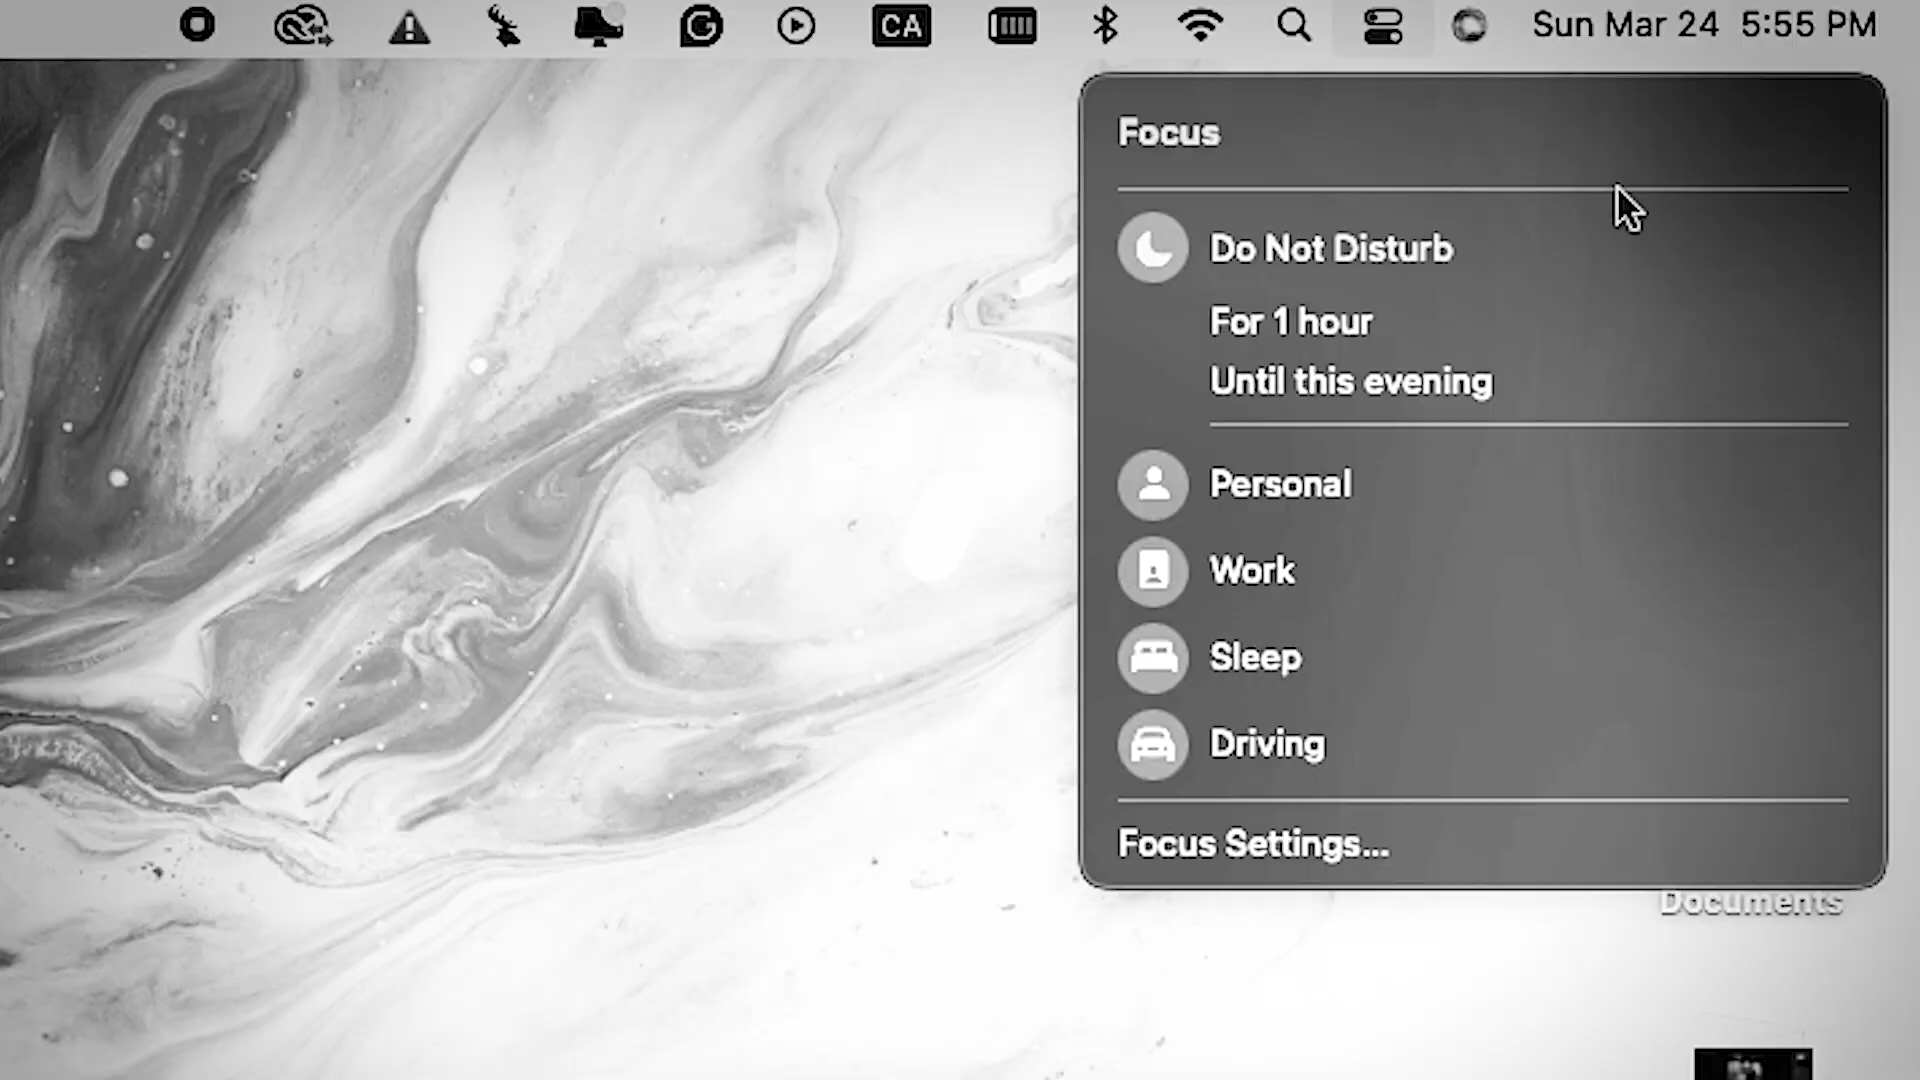 CA
Sun Mar 24 5:55 PM
Focus
Do Not Disturb
For 1 hour
Until this evening
Personal
Work
Sleep
Driving
Focus Settings...
Documents